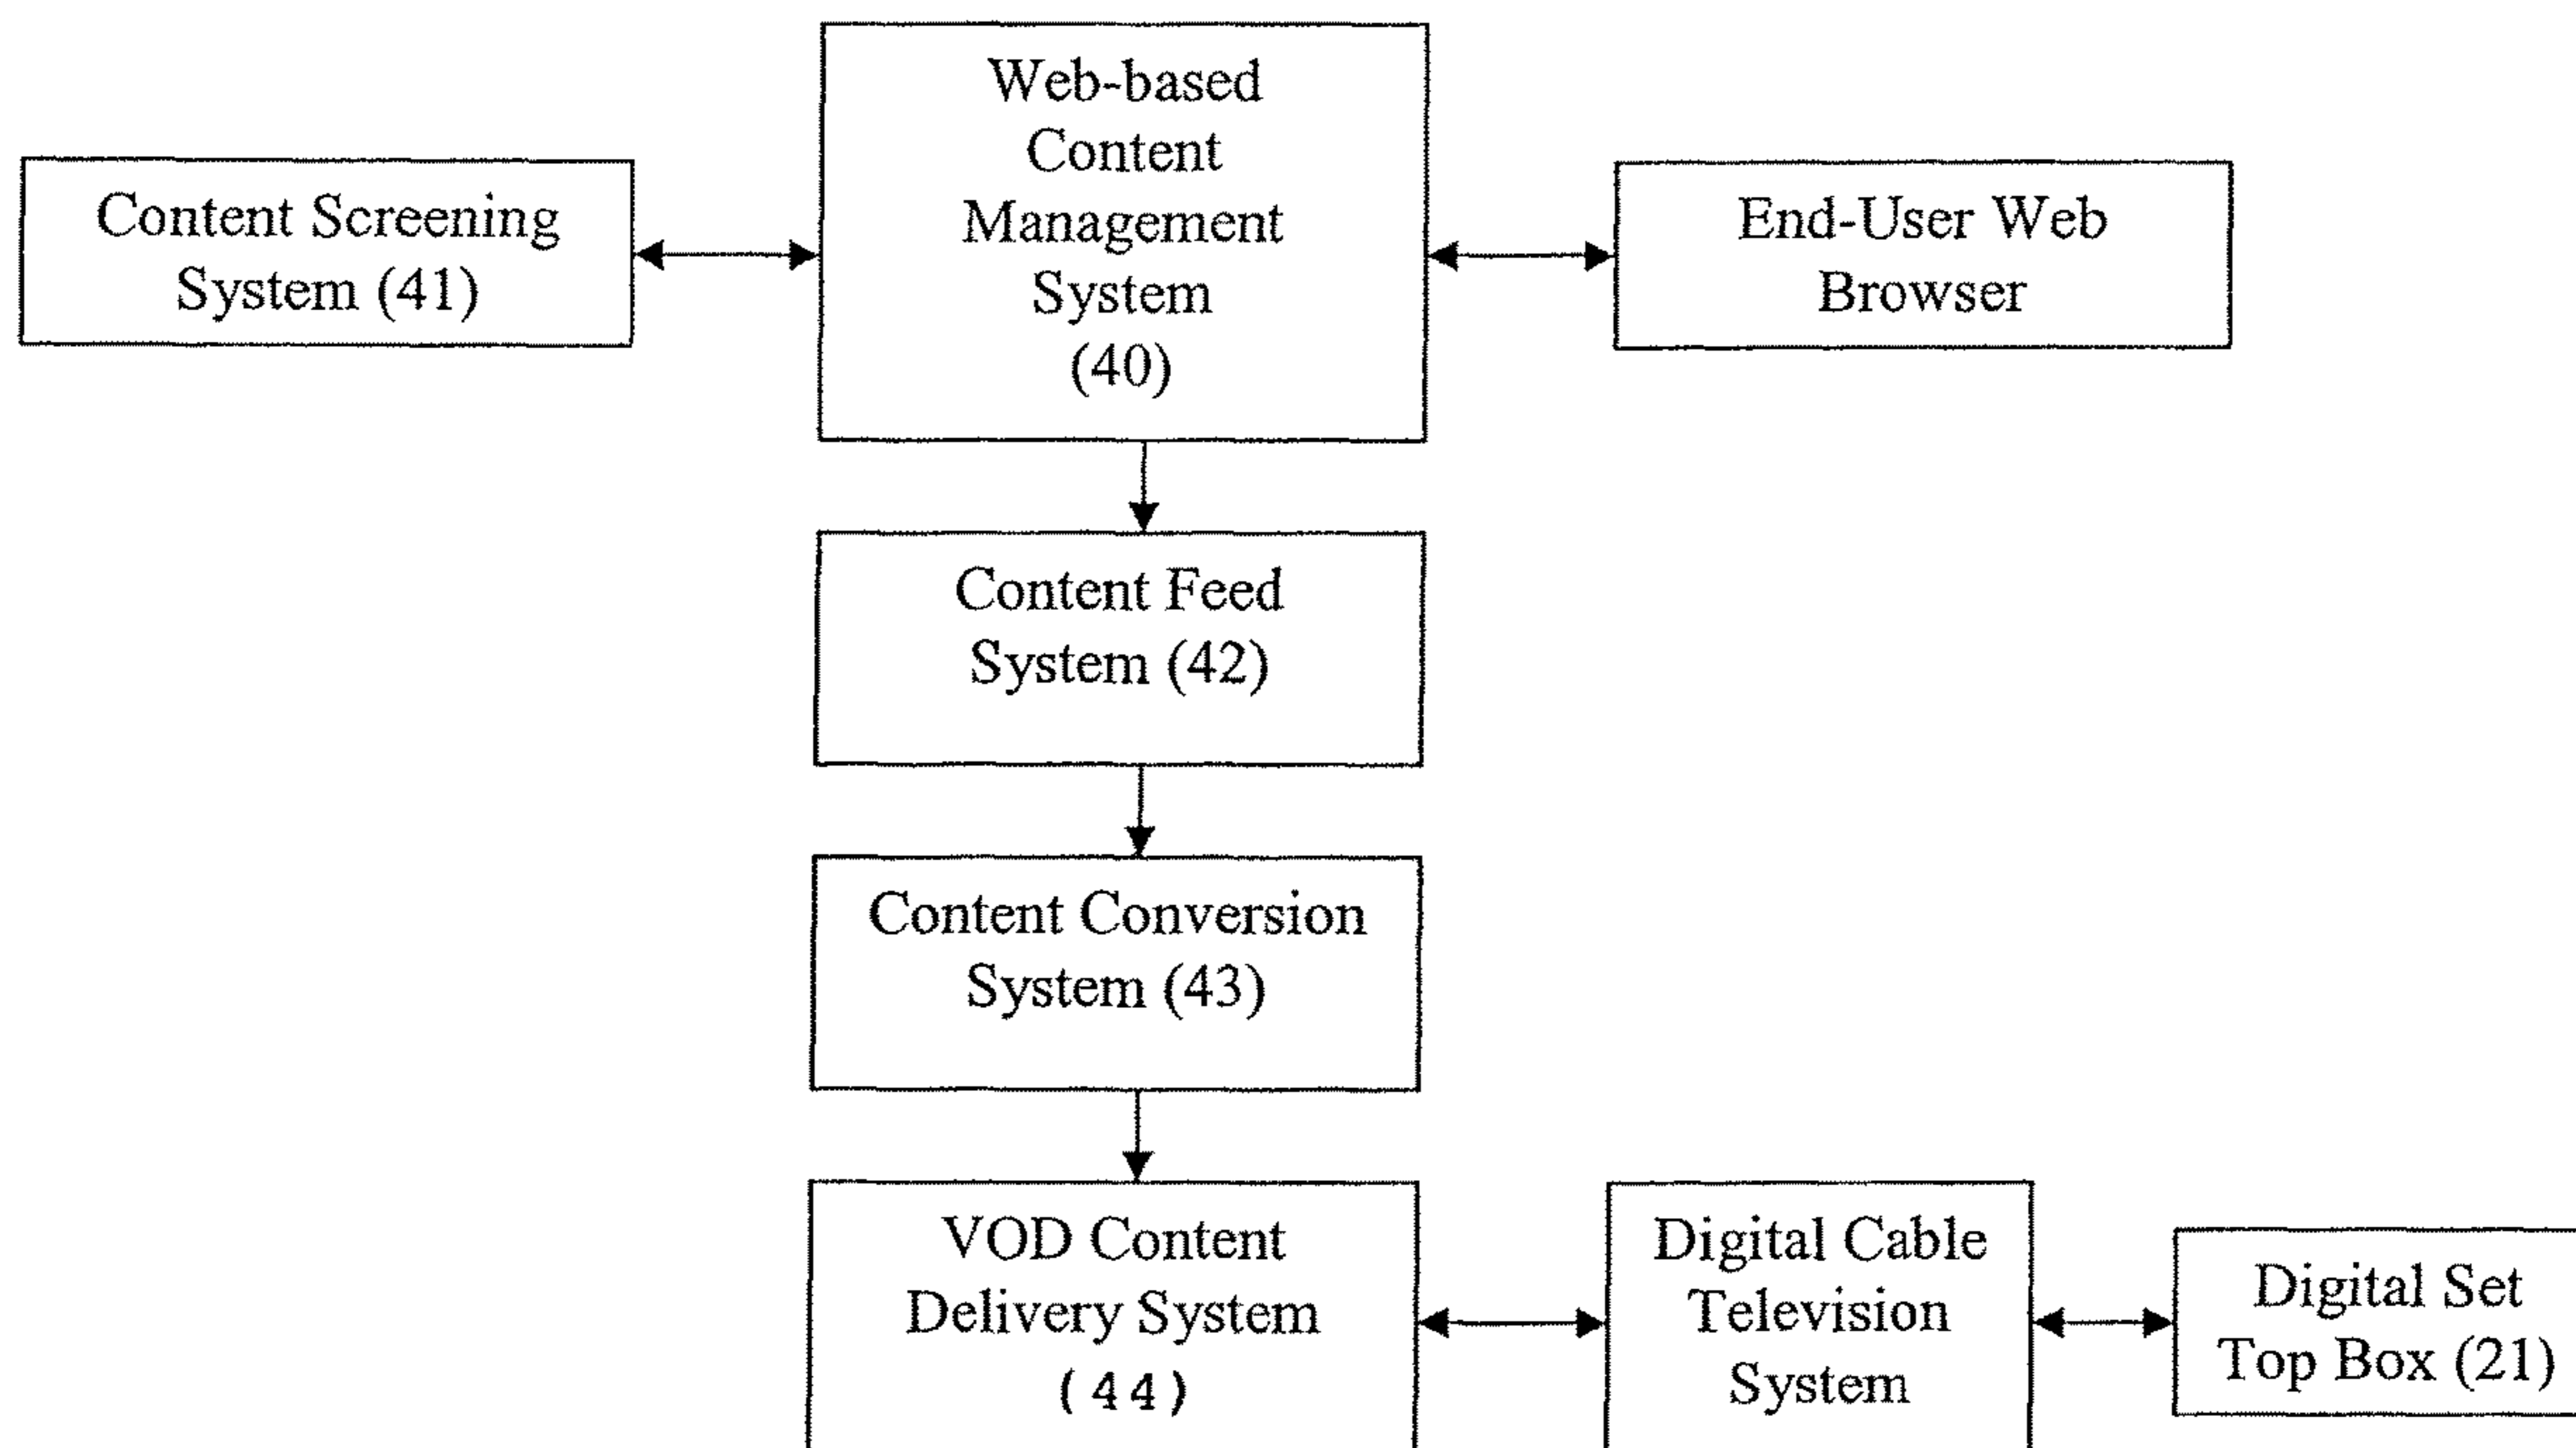 Web-based
Content
Management
System
(40)
Content Screening
System (41)
End-User Web
Browser
Content Feed
System (42)
Content Conversion
System (43)
VOD Content
Delivery System
(44)
Digital Cable
Television
System
Digital Set
Top Box (21)